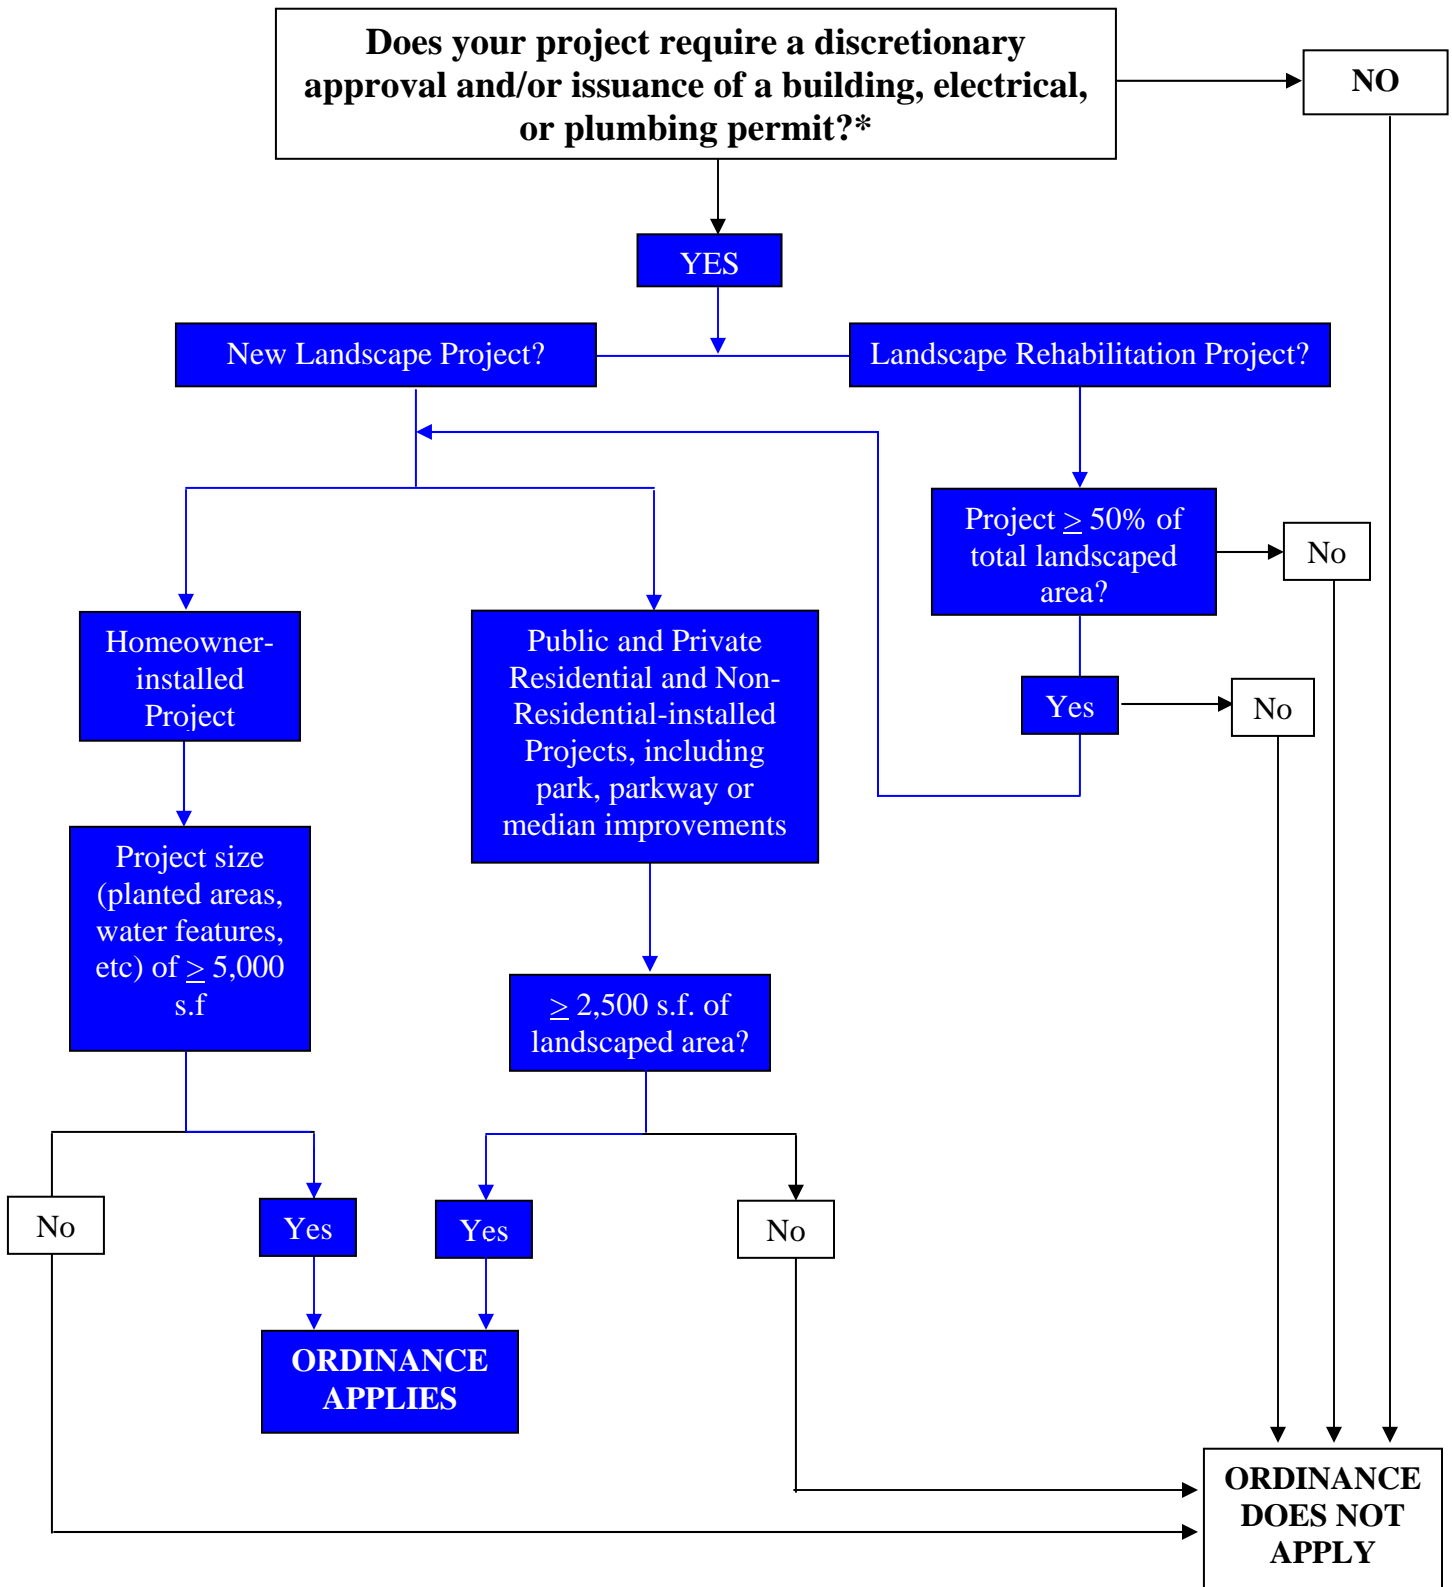 Does your project require a discretionary
approval and/or issuance of a building, electrical,
or plumbing permit?*
NO
YES
New Landscape Project?
Landscape Rehabilitation Project?
Project ≥ 50% of
total landscaped
area?
No
Homeowner-
installed
Project
Public and Private
Residential and Non-
Residential-installed
Projects, including
park, parkway or
median improvements
Yes
No
Project size
(planted areas,
water features,
etc) of ≥ 5,000
s.f
≥ 2,500 s.f. of
landscaped area?
No
Yes
Yes
No
ORDINANCE
APPLIES
ORDINANCE
DOES NOT
APPLY